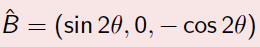 B̂ = (sin 2θ, 0, − cos 2θ)